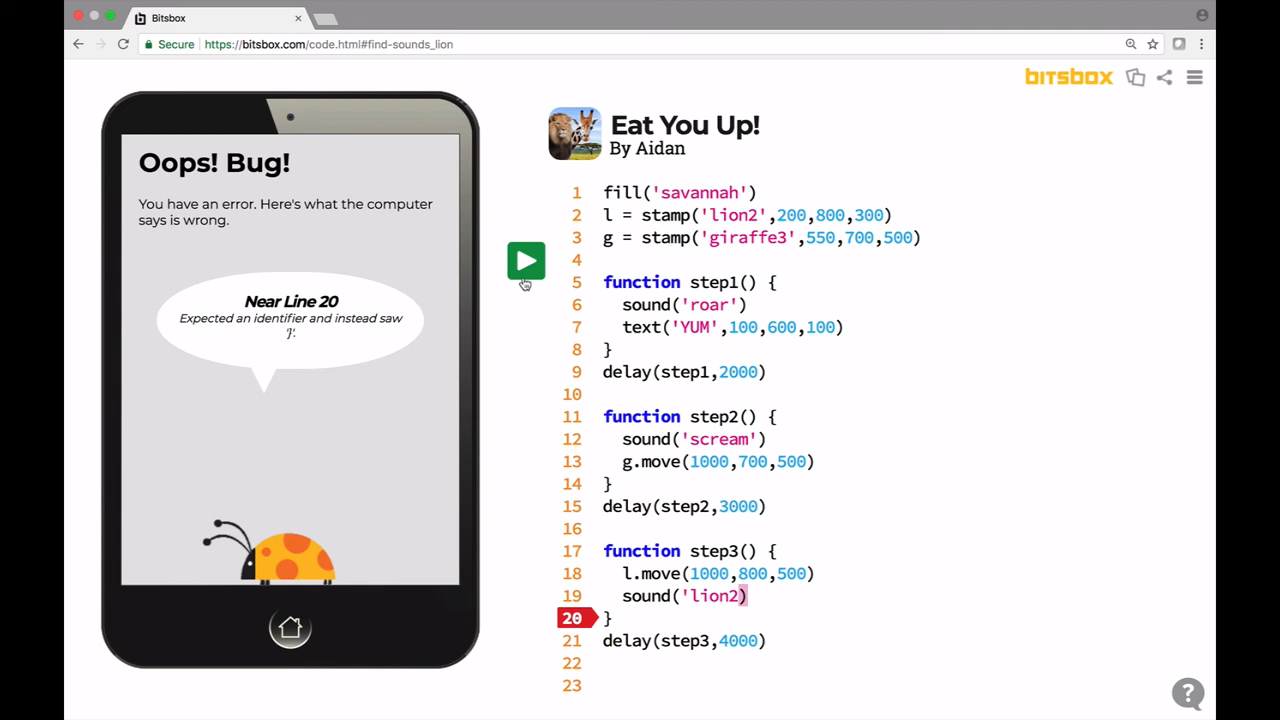 Bitsbox
Secure https://bitsbox.com/code.html#find-sounds_lion
bitsbox
Oops! Bug!
You have an error. Here's what the computer
says is wrong.
Near Line 20
Expected an identifier and instead saw
'}'.
Eat You Up!
By Aidan
1 fill('savannah')
2 l = stamp('lion2',200,800,300)
3 g = stamp('giraffe3',550,700,500)
4
5 function step1() {
6 sound('roar')
7 text('YUM',100,600,100)
8 }
9 delay(step1,2000)
10
11 function step2() {
12 sound('scream')
13 g.move(1000,700,500)
14 }
15 delay(step2,3000)
16
17 function step3() {
18 l.move(1000,800,500)
19 sound('lion2)
20 }
21 delay(step3,4000)
22
23
?